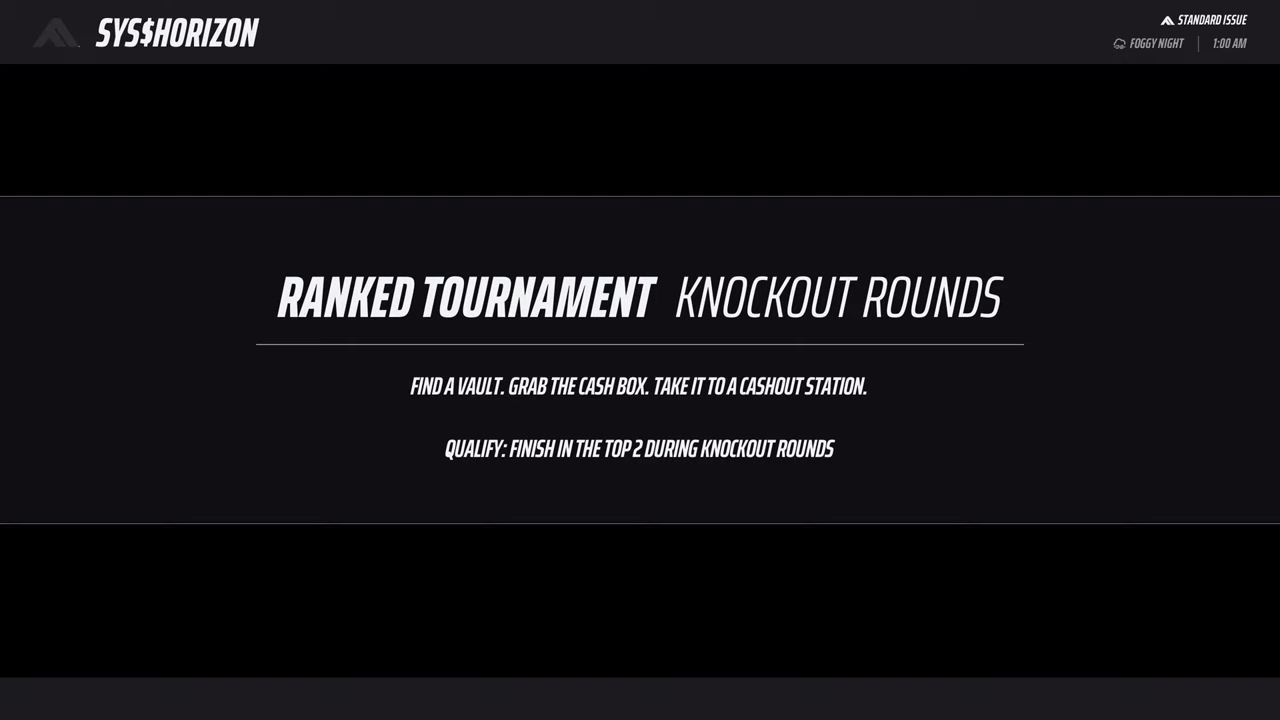 SYS$HORIZON
STANDARD ISSUE
FOGGY NIGHT
1:00 AM
RANKED TOURNAMENT KNOCKOUT ROUNDS
FIND A VAULT. GRAB THE CASH BOX. TAKE IT TO A CASHOUT STATION.
QUALIFY: FINISH IN THE TOP 2 DURING KNOCKOUT ROUNDS